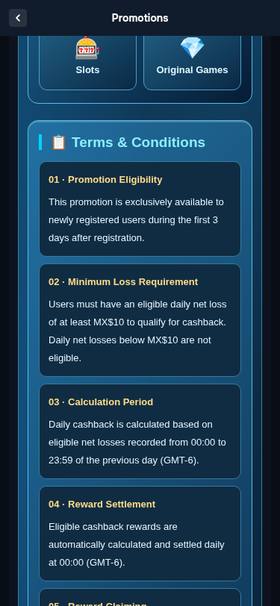 Promotions
Slots
Original Games
Terms & Conditions
01 · Promotion Eligibility
This promotion is exclusively available to
newly registered users during the first 3
days after registration.
02 · Minimum Loss Requirement
Users must have an eligible daily net loss
of at least MX$10 to qualify for cashback.
Daily net losses below MX$10 are not
eligible.
03 · Calculation Period
Daily cashback is calculated based on
eligible net losses recorded from 00:00 to
23:59 of the previous day (GMT-6).
04 · Reward Settlement
Eligible cashback rewards are
automatically calculated and settled daily
at 00:00 (GMT-6).
05 · Reward Claiming